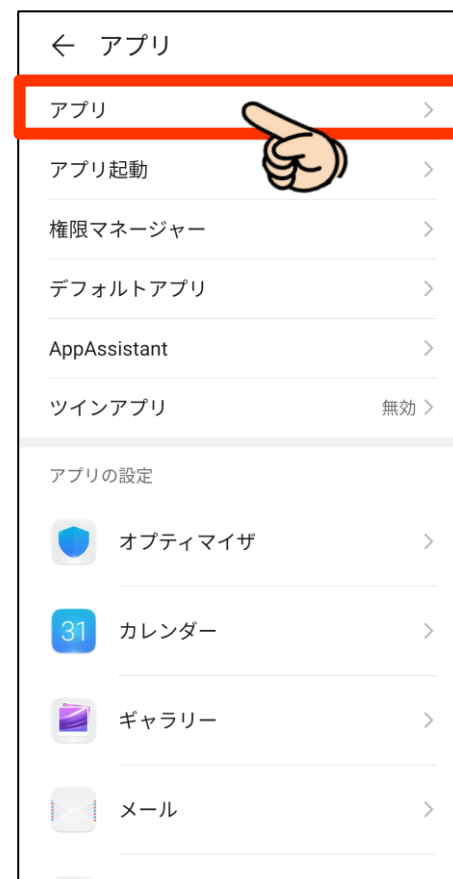 ← アプリ
アプリ
アプリ起動
権限マネージャー
デフォルトアプリ
AppAssistant
ツインアプリ 無効
アプリの設定
オプティマイザ
31 カレンダー
ギャラリー
メール